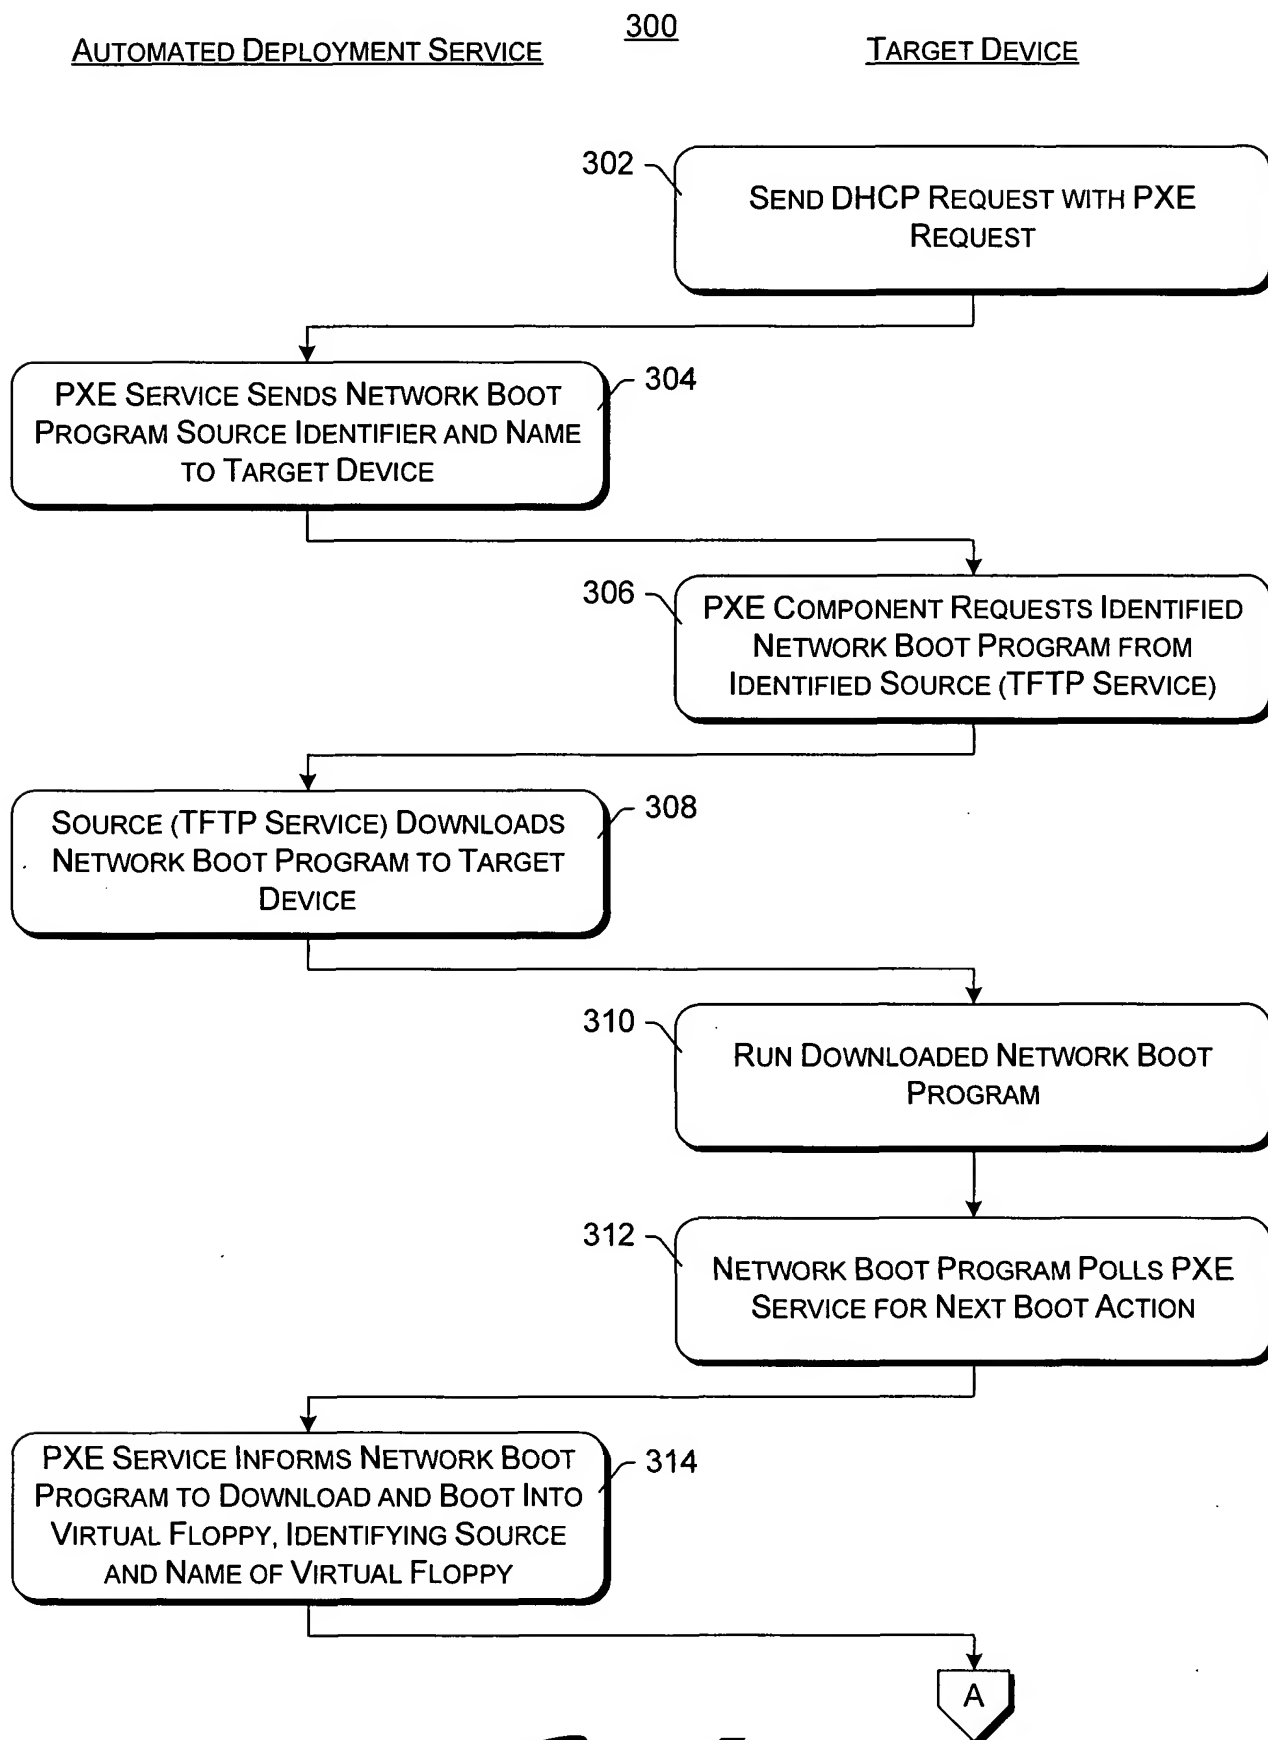 300
AUTOMATED DEPLOYMENT SERVICE
TARGET DEVICE
302
SEND DHCP REQUEST WITH PXE
REQUEST
PXE SERVICE SENDS NETWORK BOOT
PROGRAM SOURCE IDENTIFIER AND NAME
TO TARGET DEVICE
304
306
PXE COMPONENT REQUESTS IDENTIFIED
NETWORK BOOT PROGRAM FROM
IDENTIFIED SOURCE (TFTP SERVICE)
SOURCE (TFTP SERVICE) DOWNLOADS
NETWORK BOOT PROGRAM TO TARGET
DEVICE
308
310
RUN DOWNLOADED NETWORK BOOT
PROGRAM
312
NETWORK BOOT PROGRAM POLLS PXE
SERVICE FOR NEXT BOOT ACTION
PXE SERVICE INFORMS NETWORK BOOT
PROGRAM TO DOWNLOAD AND BOOT INTO
VIRTUAL FLOPPY, IDENTIFYING SOURCE
AND NAME OF VIRTUAL FLOPPY
314
A